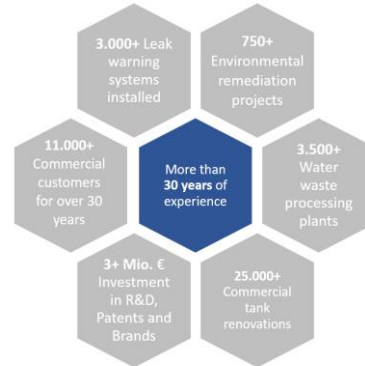 3.000+ Leak
warning
systems
installed
750+
Environmental
remediation
projects
11.000+
Commercial
customers
for over 30
years
More than
30 years of
experience
3.500+
Water
waste
processing
plants
3+ Mio. €
Investment
in R&D,
Patents and
Brands
25.000+
Commercial
tank
renovations